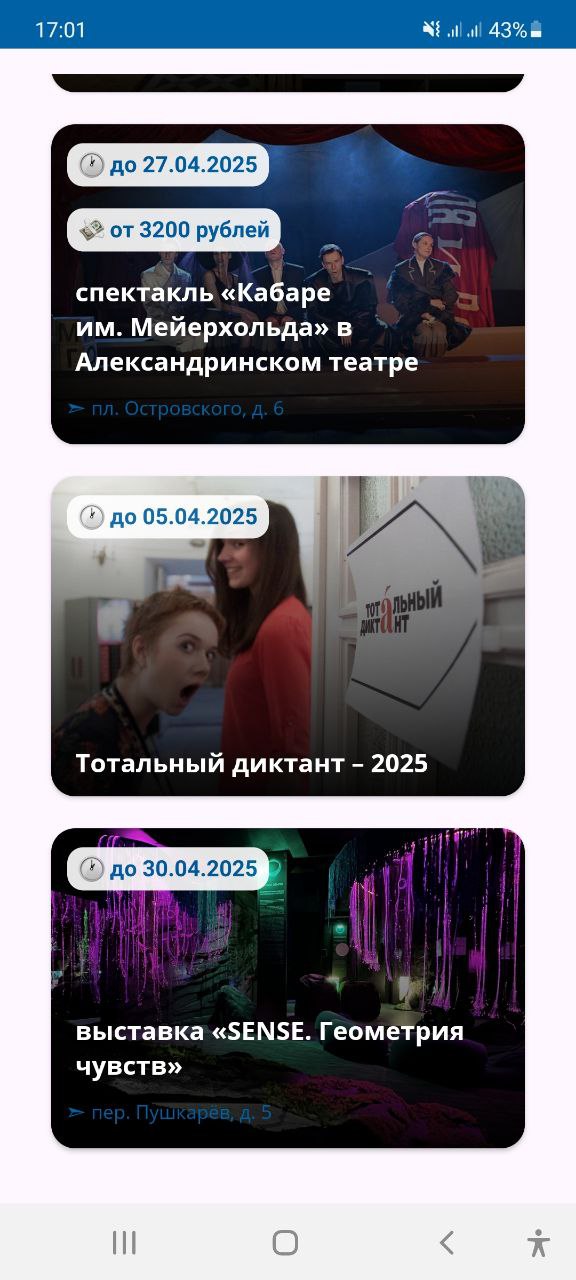 17:01
43%
до 27.04.2025
от 3200 рублей
спектакль «Кабаре
им. Мейерхольда» в
Александринском театре
пл. Островского, д. 6
до 05.04.2025
тота́льный
диктант
Тотальный диктант – 2025
до 30.04.2025
выставка «SENSE. Геометрия
чувств»
пер. Пушкарёв, д. 5